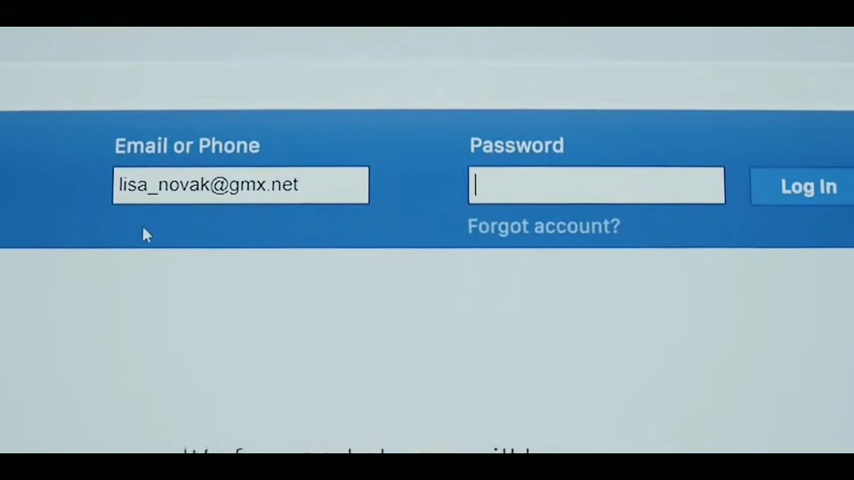 Email or Phone
Password
lisa_novak@gmx.net
Log In
Forgot account?